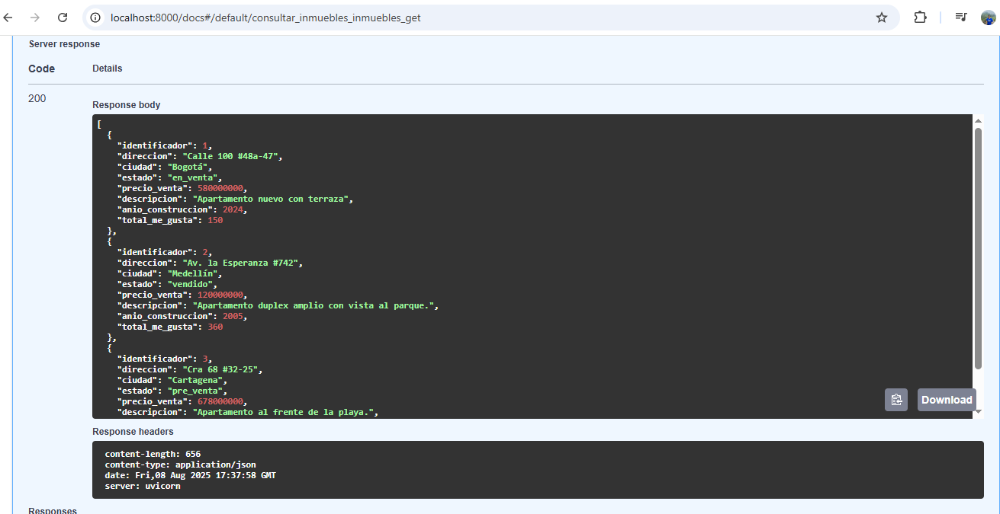 localhost:8000/docs#/default/consultar_inmuebles_inmuebles_get
Server response
Code Details
200
Response body
[
  {
    "identificador": 1,
    "direccion": "Calle 100 #48a-47",
    "ciudad": "Bogotá",
    "estado": "en_venta",
    "precio_venta": 580000000,
    "descripcion": "Apartamento nuevo con terraza",
    "anio_construccion": 2024,
    "total_me_gusta": 150
  },
  {
    "identificador": 2,
    "direccion": "Av. la Esperanza #742",
    "ciudad": "Medellín",
    "estado": "vendido",
    "precio_venta": 120000000,
    "descripcion": "Apartamento duplex amplio con vista al parque.",
    "anio_construccion": 2005,
    "total_me_gusta": 360
  },
  {
    "identificador": 3,
    "direccion": "Cra 68 #32-25",
    "ciudad": "Cartagena",
    "estado": "pre_venta",
    "precio_venta": 678000000,
    "descripcion": "Apartamento al frente de la playa.",
Download
Response headers
content-length: 656
content-type: application/json
date: Fri,08 Aug 2025 17:37:58 GMT
server: uvicorn
Responses